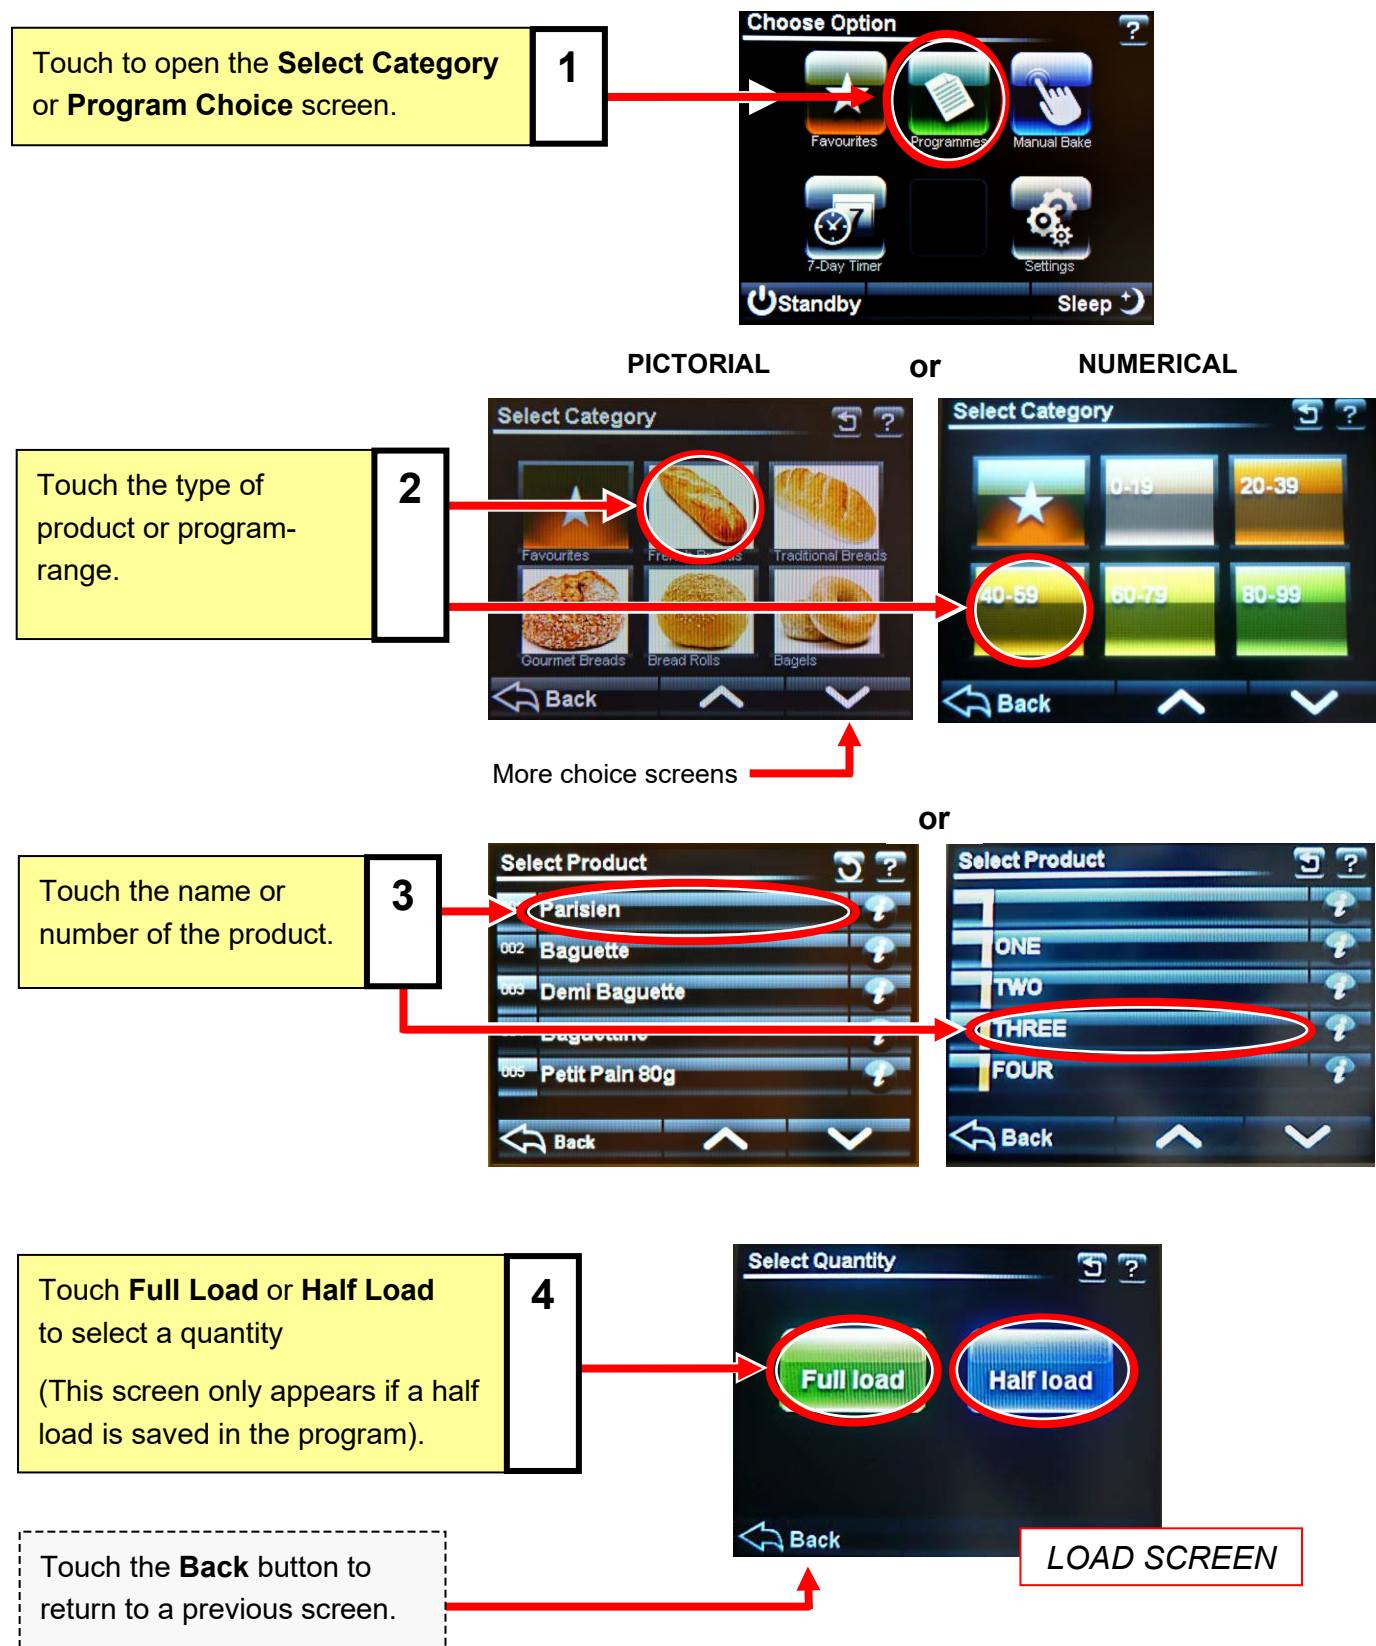 Touch to open the Select Category
or Program Choice screen.
1
Choose Option
?
Favourites
Programmes
Manual Bake
7
7-Day Timer
Settings
Standby
Sleep
PICTORIAL
or
NUMERICAL
Touch the type of
product or program-
range.
2
Select Category
?
Favourites
French Breads
Traditional Breads
Gourmet Breads
Bread Rolls
Bagels
Back
Select Category
?
0-19
20-39
40-59
60-79
80-99
Back
More choice screens
or
Touch the name or
number of the product.
3
Select Product
?
Parisien
i
002
Baguette
i
003
Demi Baguette
i
Baguettine
i
005
Petit Pain 80g
i
Back
Select Product
?
i
ONE
i
TWO
i
THREE
i
FOUR
i
Back
Touch Full Load or Half Load
to select a quantity
(This screen only appears if a half
load is saved in the program).
4
Select Quantity
?
Full load
Half load
Back
LOAD SCREEN
Touch the Back button to
return to a previous screen.